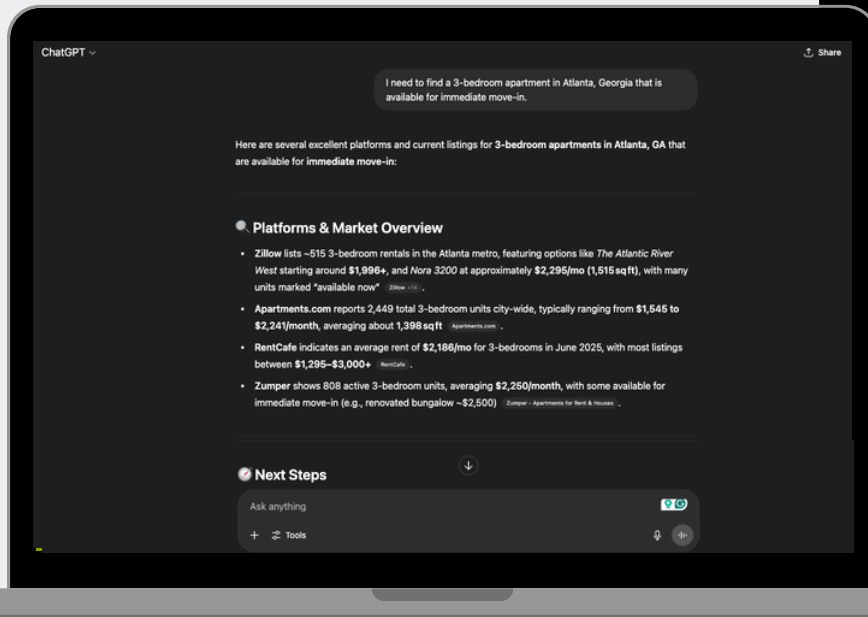 ChatGPT
Share
I need to find a 3-bedroom apartment in Atlanta, Georgia that is
available for immediate move-in.
Here are several excellent platforms and current listings for 3-bedroom apartments in Atlanta, GA that
are available for immediate move-in:
Platforms & Market Overview
• Zillow lists ~515 3-bedroom rentals in the Atlanta metro, featuring options like The Atlantic River
West starting around $1,996+, and Nora 3200 at approximately $2,295/mo (1,515 sq ft), with many
units marked "available now" Zillow +14 .
• Apartments.com reports 2,449 total 3-bedroom units city-wide, typically ranging from $1,545 to
$2,241/month, averaging about 1,398 sq ft Apartments.com .
• RentCafe indicates an average rent of $2,186/mo for 3-bedrooms in June 2025, with most listings
between $1,295–$3,000+ RentCafe .
• Zumper shows 808 active 3-bedroom units, averaging $2,250/month, with some available for
immediate move-in (e.g., renovated bungalow ~$2,500) Zumper - Apartments for Rent & Houses .
Next Steps
Ask anything
Tools